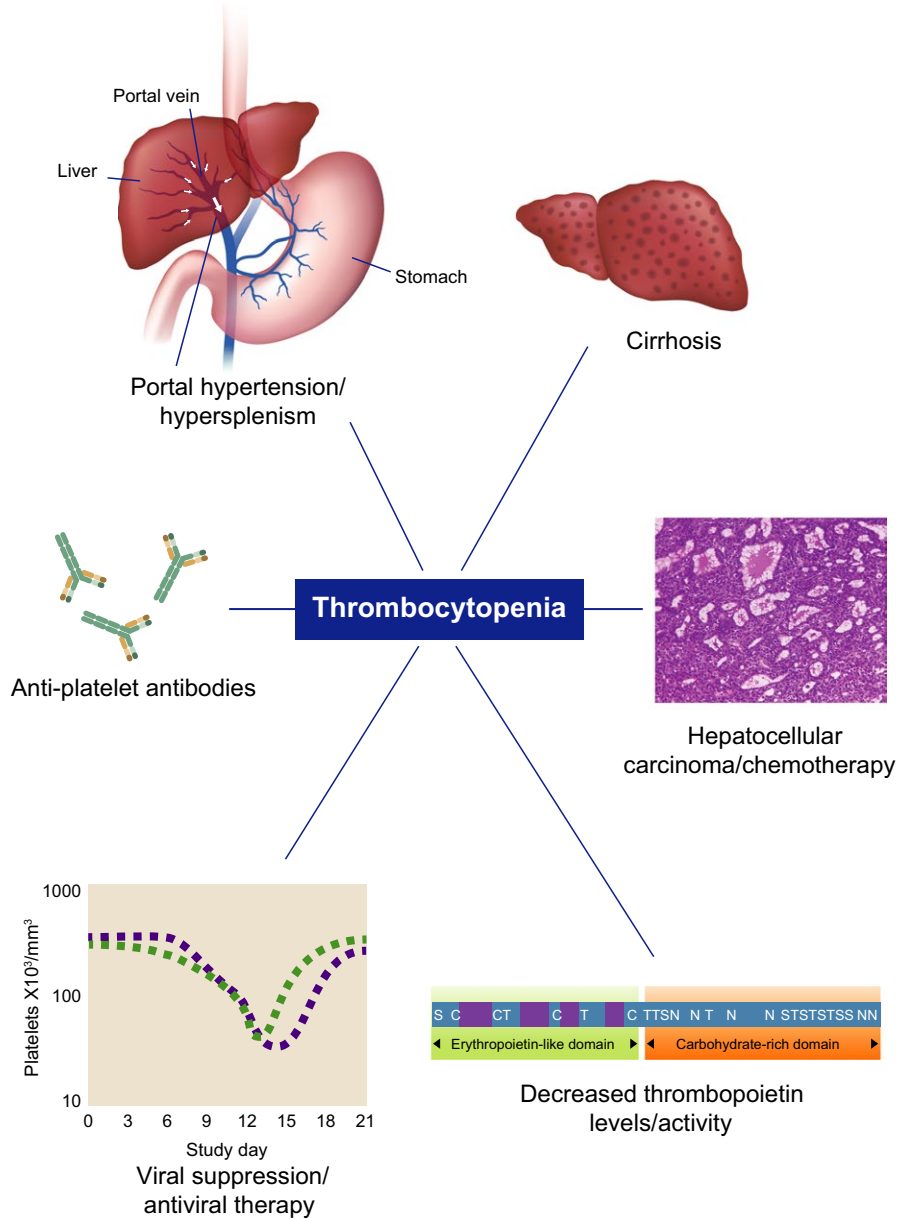 Portal vein
Liver
Stomach
Portal hypertension/
hypersplenism
Cirrhosis
Thrombocytopenia
Anti-platelet antibodies
Hepatocellular
carcinoma/chemotherapy
Platelets X10³/mm³
1000
100
10
0 3 6 9 12 15 18 21
Study day
Viral suppression/
antiviral therapy
S C CT C T C TTSN N T N N STSTSTSS NN
Erythropoietin-like domain
Carbohydrate-rich domain
Decreased thrombopoietin
levels/activity